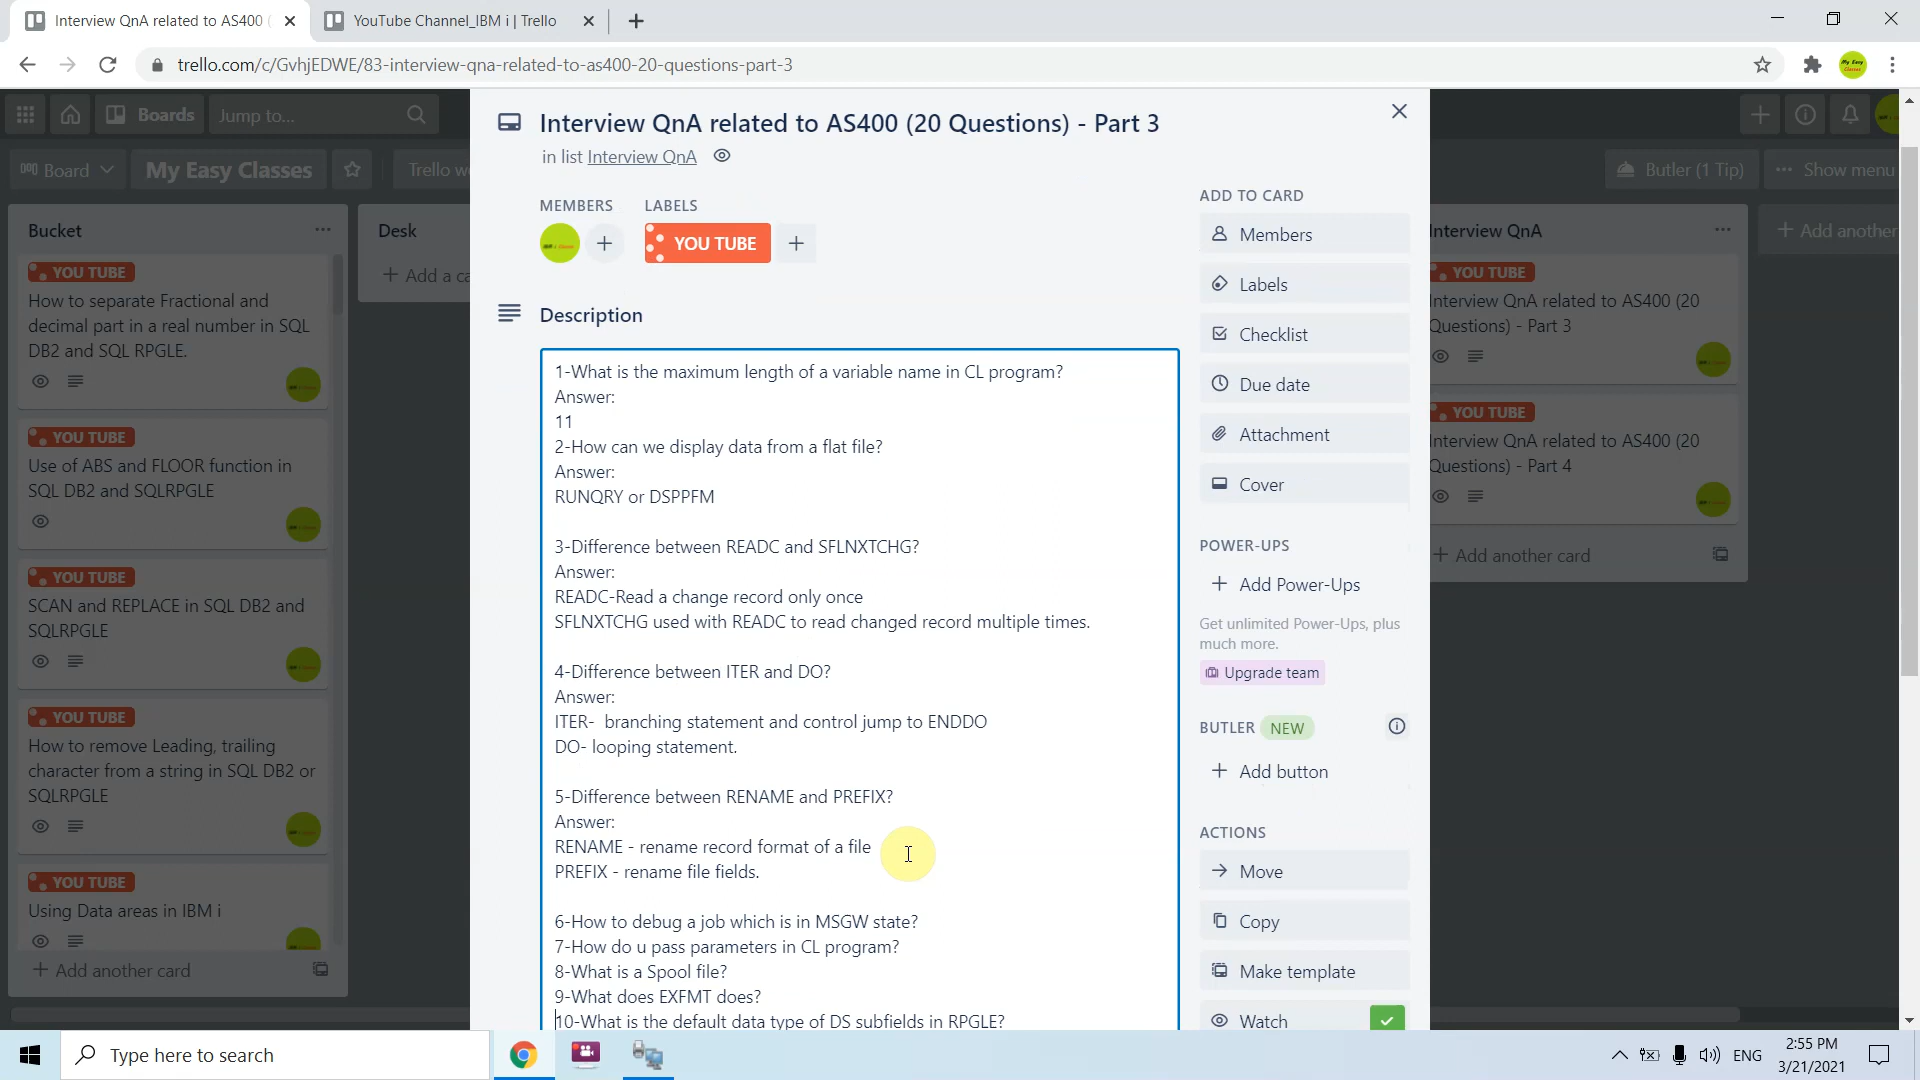 Interview QnA related to AS400 (
YouTube Channel_IBM i | Trello
trello.com/c/GvhjEDWE/83-interview-qna-related-to-as400-20-questions-part-3
Boards
Jump to...
Board
My Easy Classes
Trello w
Butler (1 Tip)
Show menu
Bucket
YOU TUBE
How to separate Fractional and
decimal part in a real number in SQL
DB2 and SQL RPGLE.
YOU TUBE
Use of ABS and FLOOR function in
SQL DB2 and SQLRPGLE
YOU TUBE
SCAN and REPLACE in SQL DB2 and
SQLRPGLE
YOU TUBE
How to remove Leading, trailing
character from a string in SQL DB2 or
SQLRPGLE
YOU TUBE
Using Data areas in IBM i
+ Add another card
Desk
+ Add a ca
Interview QnA related to AS400 (20 Questions) - Part 3
in list Interview QnA
MEMBERS
LABELS
YOU TUBE
Description
1-What is the maximum length of a variable name in CL program?
Answer:
11
2-How can we display data from a flat file?
Answer:
RUNQRY or DSPPFM
3-Difference between READC and SFLNXTCHG?
Answer:
READC-Read a change record only once
SFLNXTCHG used with READC to read changed record multiple times.
4-Difference between ITER and DO?
Answer:
ITER-  branching statement and control jump to ENDDO
DO- looping statement.
5-Difference between RENAME and PREFIX?
Answer:
RENAME - rename record format of a file
PREFIX - rename file fields.
6-How to debug a job which is in MSGW state?
7-How do u pass parameters in CL program?
8-What is a Spool file?
9-What does EXFMT does?
10-What is the default data type of DS subfields in RPGLE?
ADD TO CARD
Members
Labels
Checklist
Due date
Attachment
Cover
POWER-UPS
+ Add Power-Ups
Get unlimited Power-Ups, plus
much more.
Upgrade team
BUTLER NEW
+ Add button
ACTIONS
Move
Copy
Make template
Watch
Interview QnA
YOU TUBE
Interview QnA related to AS400 (20
Questions) - Part 3
YOU TUBE
Interview QnA related to AS400 (20
Questions) - Part 4
+ Add another card
+ Add another
Type here to search
ENG
2:55 PM
3/21/2021